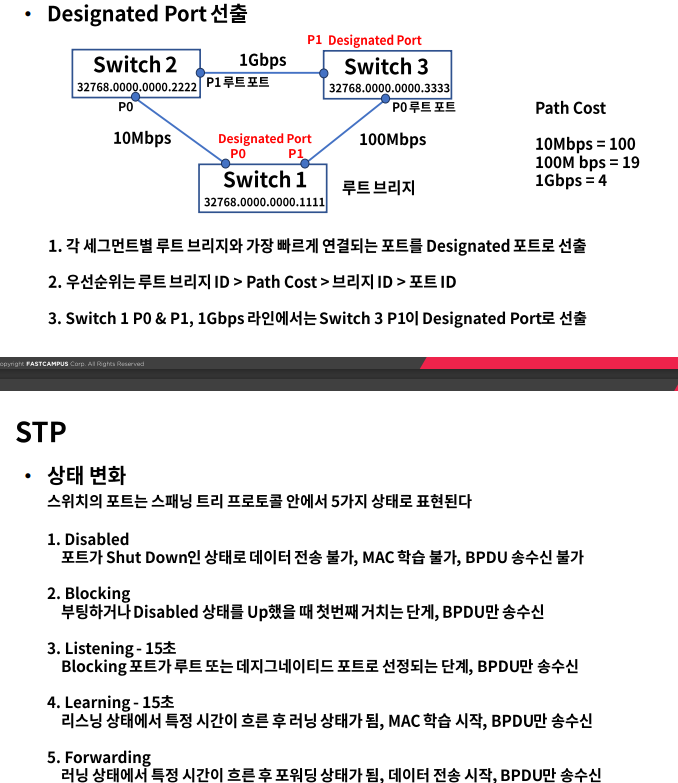 • Designated Port 선출
P1 Designated Port
1Gbps
Switch 2
32768.0000.0000.2222
P1 루트 포트
Switch 3
32768.0000.0000.3333
P0
P0 루트 포트
Path Cost
10Mbps
Designated Port
100Mbps
10Mbps = 100
P0
P1
100M bps = 19
Switch 1
1Gbps = 4
32768.0000.0000.1111
루트 브리지
1. 각 세그먼트별 루트 브리지와 가장 빠르게 연결되는 포트를 Designated 포트로 선출
2. 우선순위는 루트 브리지 ID > Path Cost > 브리지 ID > 포트 ID
3. Switch 1 P0 & P1, 1Gbps 라인에서는 Switch 3 P1이 Designated Port로 선출
opyright FASTCAMPUS Corp. All Rights Reserved
STP
• 상태 변화
스위치의 포트는 스패닝 트리 프로토콜 안에서 5가지 상태로 표현된다
1. Disabled
포트가 Shut Down인 상태로 데이터 전송 불가, MAC 학습 불가, BPDU 송수신 불가
2. Blocking
부팅하거나 Disabled 상태를 Up했을 때 첫번째 거치는 단게, BPDU만 송수신
3. Listening - 15초
Blocking 포트가 루트 또는 데지그네이티드 포트로 선정되는 단계, BPDU만 송수신
4. Learning - 15초
리스닝 상태에서 특정 시간이 흐른 후 러닝 상태가 됨, MAC 학습 시작, BPDU만 송수신
5. Forwarding
러닝 상태에서 특정 시간이 흐른 후 포워딩 상태가 됨, 데이터 전송 시작, BPDU만 송수신